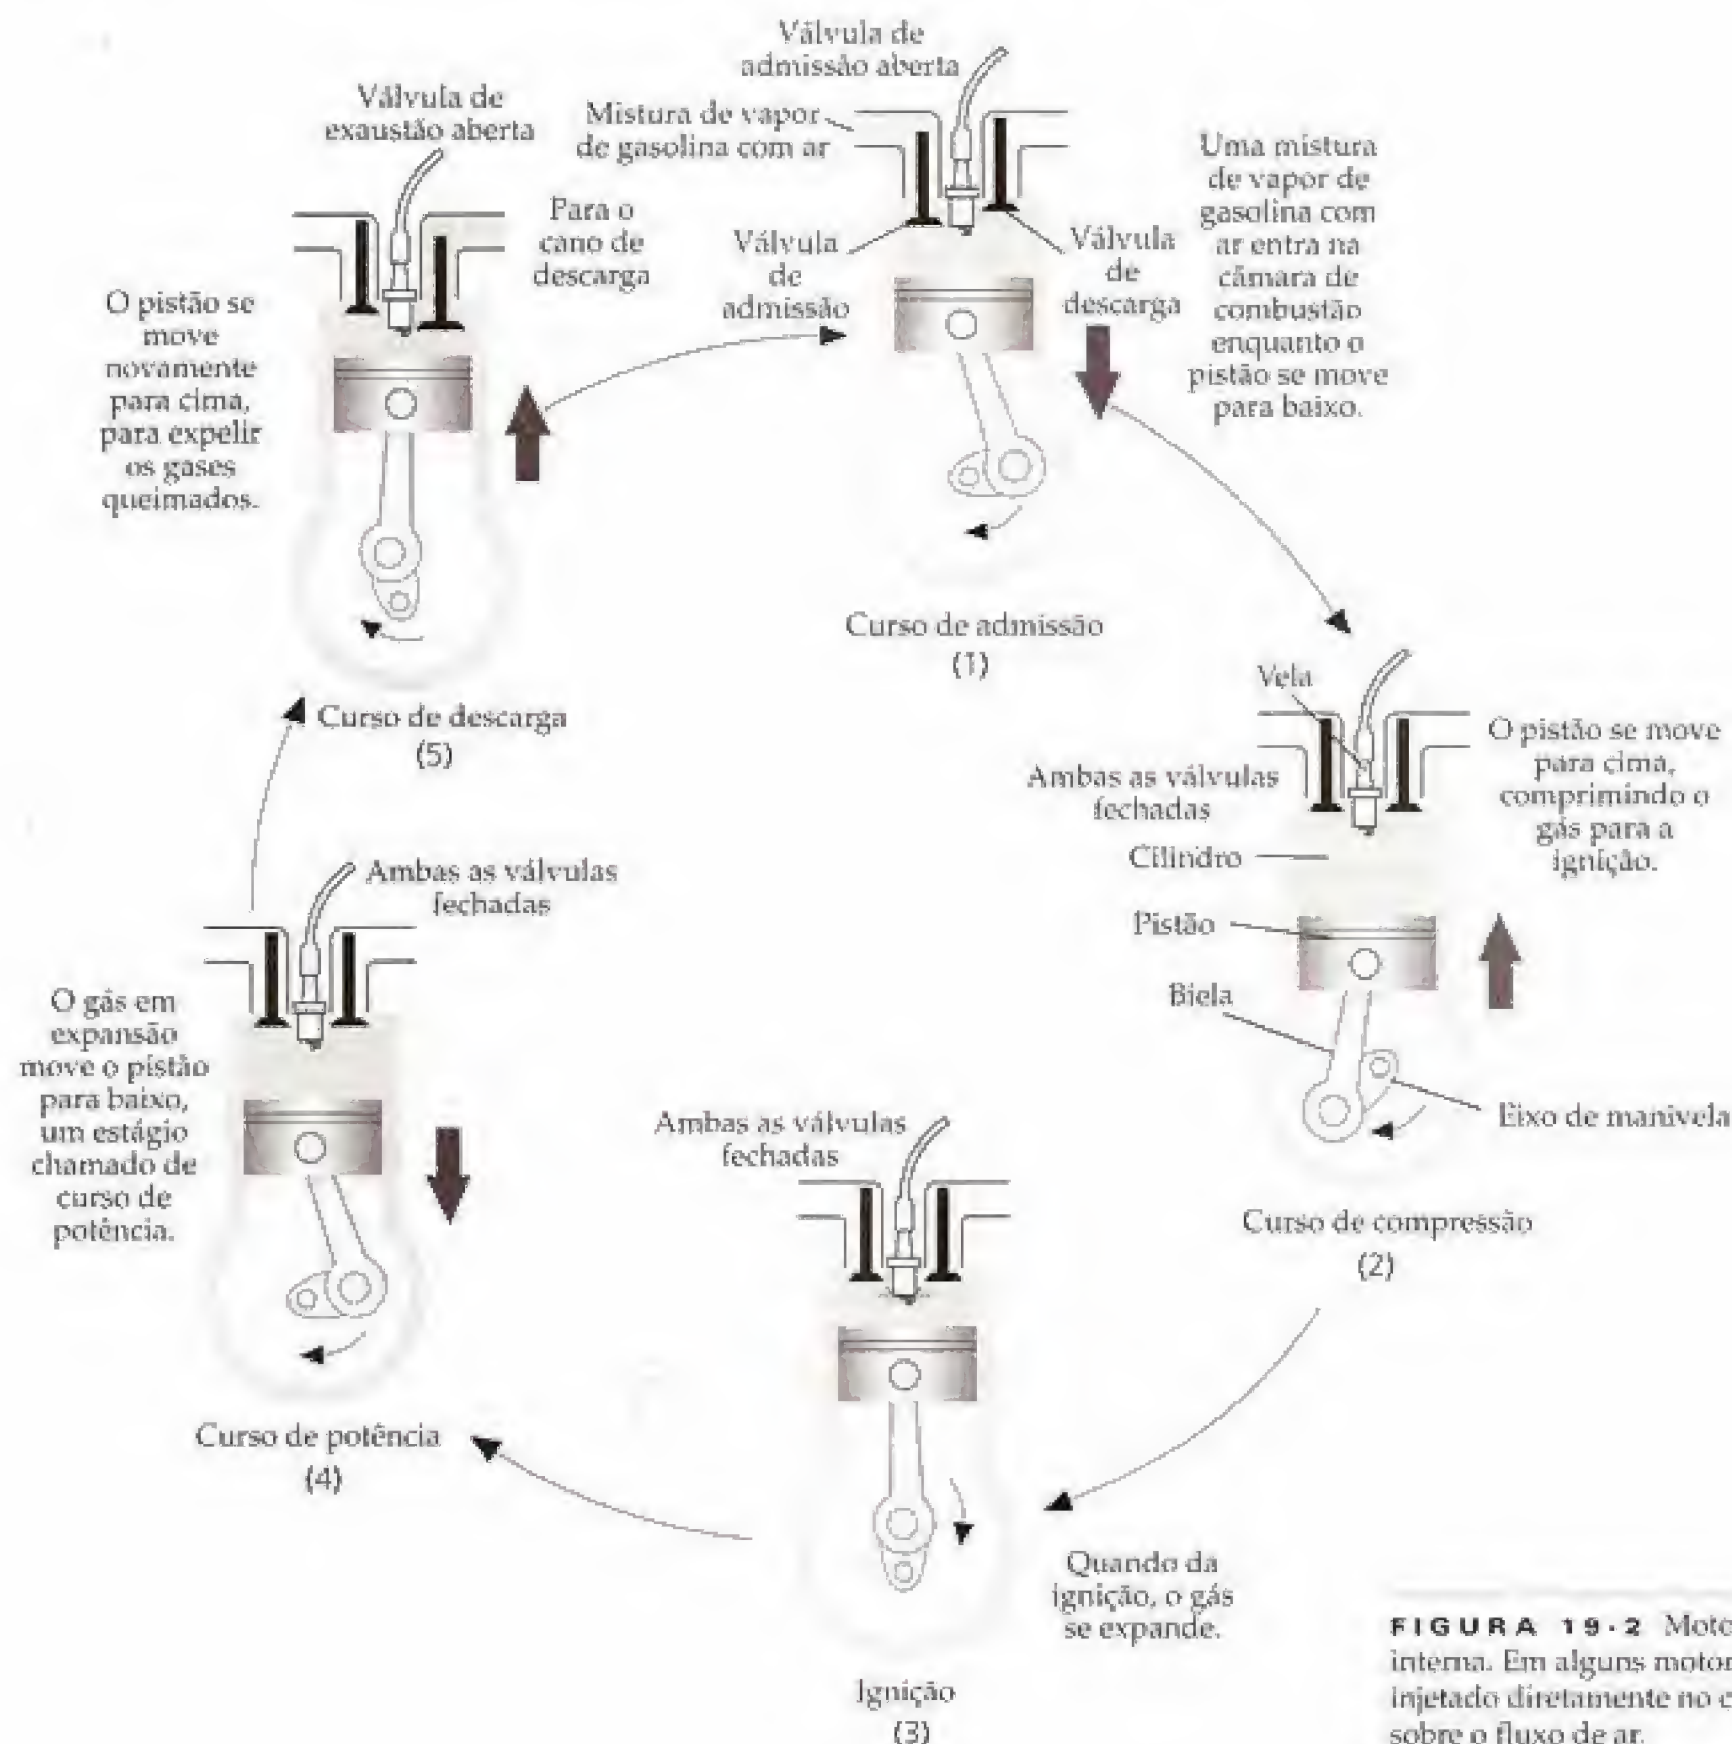 Válvula de
exaustão aberta
Para o
cano de
descarga
O pistão se
move
novamente
para cima,
para expelir
os gases
queimados.
Curso de descarga
(5)
Válvula de
admissão aberta
Mistura de vapor
de gasolina com ar
Válvula
de
admissão
Válvula
de
descarga
Uma mistura
de vapor de
gasolina com
ar entra na
câmara de
combustão
enquanto o
pistão se move
para baixo.
Curso de admissão
(1)
Vela
Ambas as válvulas
fechadas
Cilindro
Pistão
Biela
Eixo de manivela
O pistão se move
para cima,
comprimindo o
gás para a
ignição.
Curso de compressão
(2)
Ambas as válvulas
fechadas
Quando da
ignição, o gás
se expande.
Ignição
(3)
Ambas as válvulas
fechadas
O gás em
expansão
move o pistão
para baixo,
um estágio
chamado de
curso de
potência.
Curso de potência
(4)
FIGURA 19-2
interna. Em alguns
injetado diretamente no
sobre o fluxo de ar.